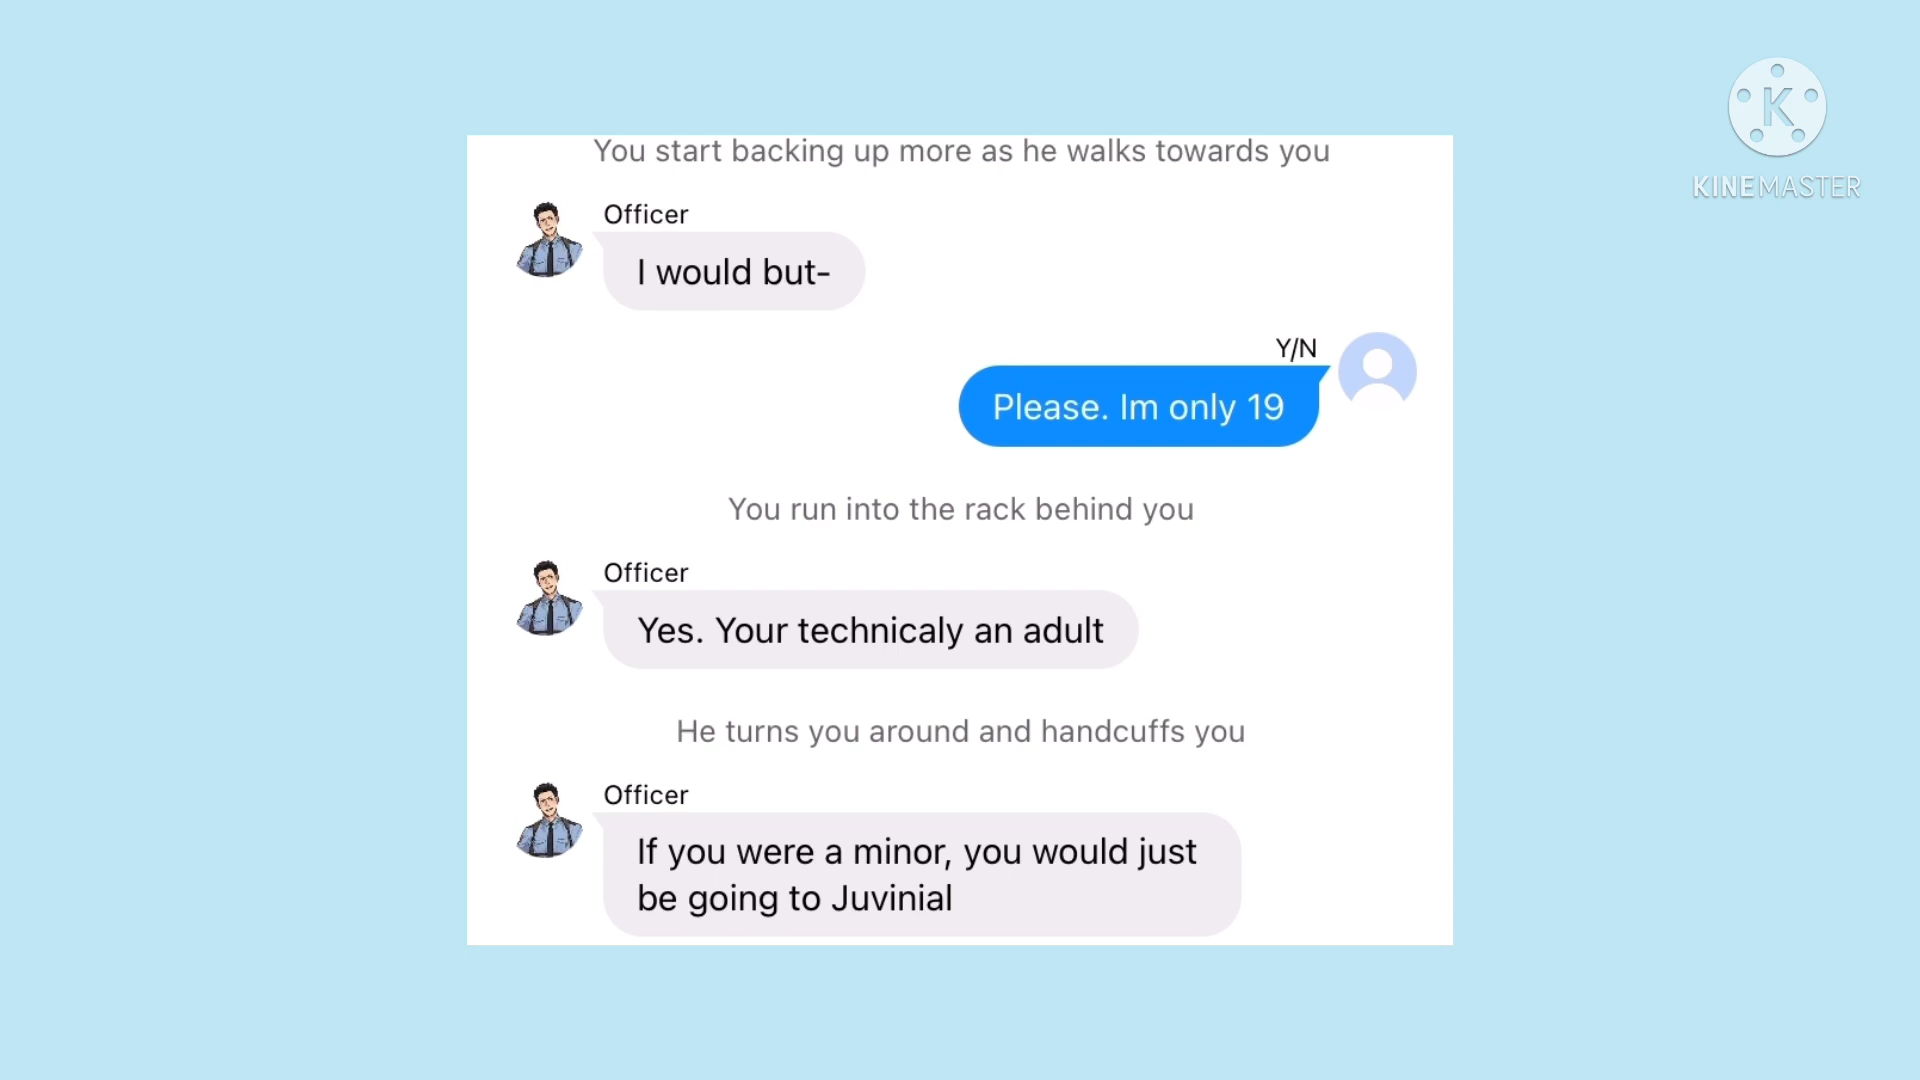 You start backing up more as he walks towards you
Officer
I would but-
Y/N
Please. Im only 19
You run into the rack behind you
Officer
Yes. Your technicaly an adult
He turns you around and handcuffs you
Officer
If you were a minor, you would just
be going to Juvinial
K
KINEMASTER